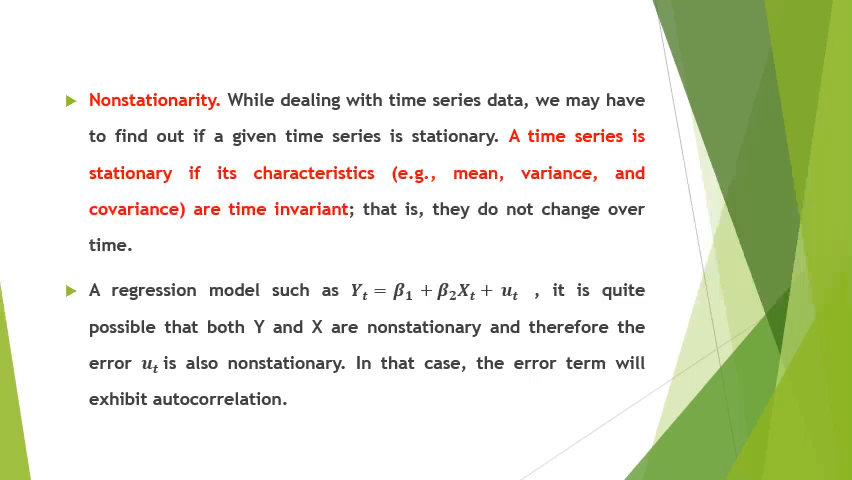 Nonstationarity. While dealing with time series data, we may have
to find out if a given time series is stationary. A time series is
stationary if its characteristics (e.g., mean, variance, and
covariance) are time invariant; that is, they do not change over
time.
A regression model such as Yₜ = β₁ + β₂Xₜ + uₜ , it is quite
possible that both Y and X are nonstationary and therefore the
error uₜ is also nonstationary. In that case, the error term will
exhibit autocorrelation.